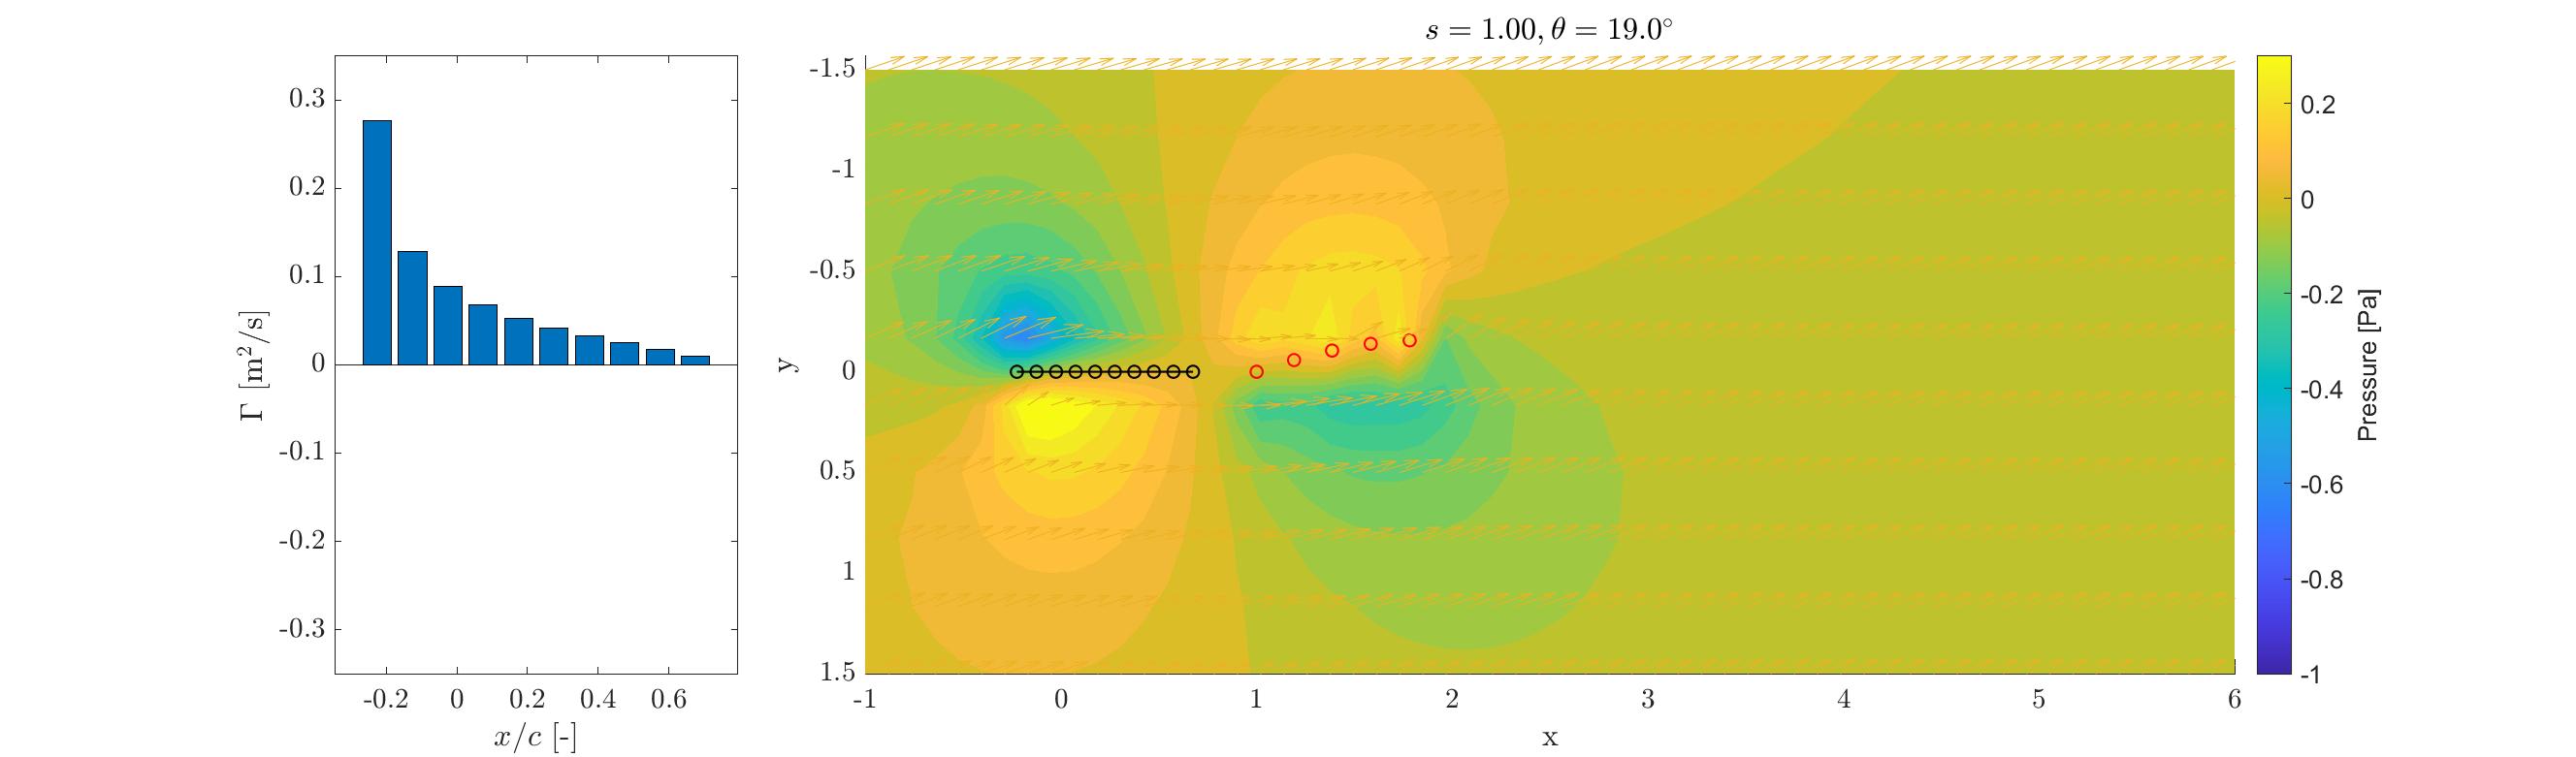 s = 1.00, θ = 19.0°
0.3
0.2
0.1
0
-0.1
-0.2
-0.3
Γ [m²/s]
-0.2 0 0.2 0.4 0.6
x/c [-]
-1.5
-1
-0.5
0
0.5
1
1.5
y
-1 0 1 2 3 4 5 6
x
0.2
0
-0.2
-0.4
-0.6
-0.8
-1
Pressure [Pa]